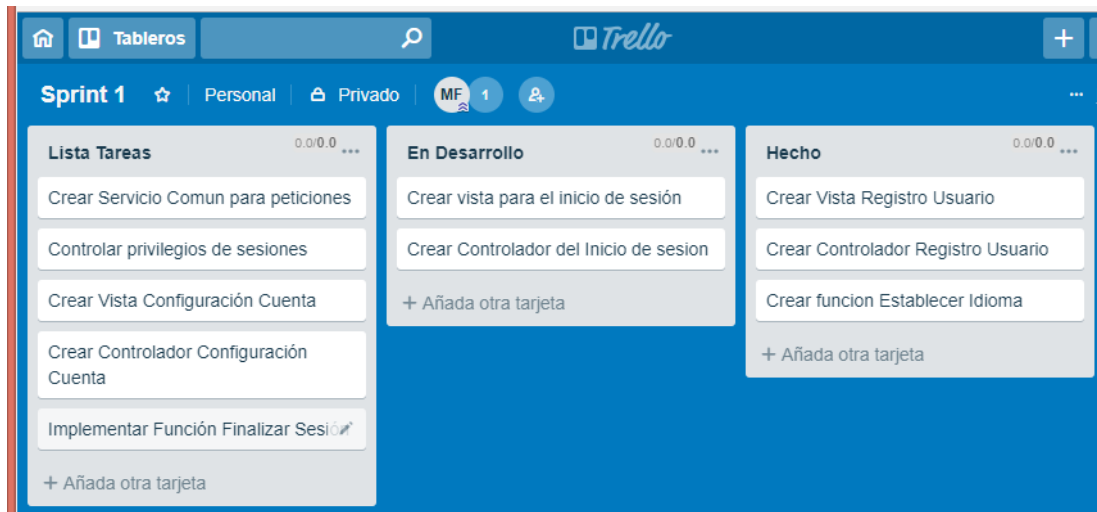 Tableros
Trello
Sprint 1
Personal
Privado
MF
1
Lista Tareas
0.0/0.0
Crear Servicio Comun para peticiones
Controlar privilegios de sesiones
Crear Vista Configuración Cuenta
Crear Controlador Configuración
Cuenta
Implementar Función Finalizar Sesión
+ Añada otra tarjeta
En Desarrollo
0.0/0.0
Crear vista para el inicio de sesión
Crear Controlador del Inicio de sesion
+ Añada otra tarjeta
Hecho
0.0/0.0
Crear Vista Registro Usuario
Crear Controlador Registro Usuario
Crear funcion Establecer Idioma
+ Añada otra tarjeta